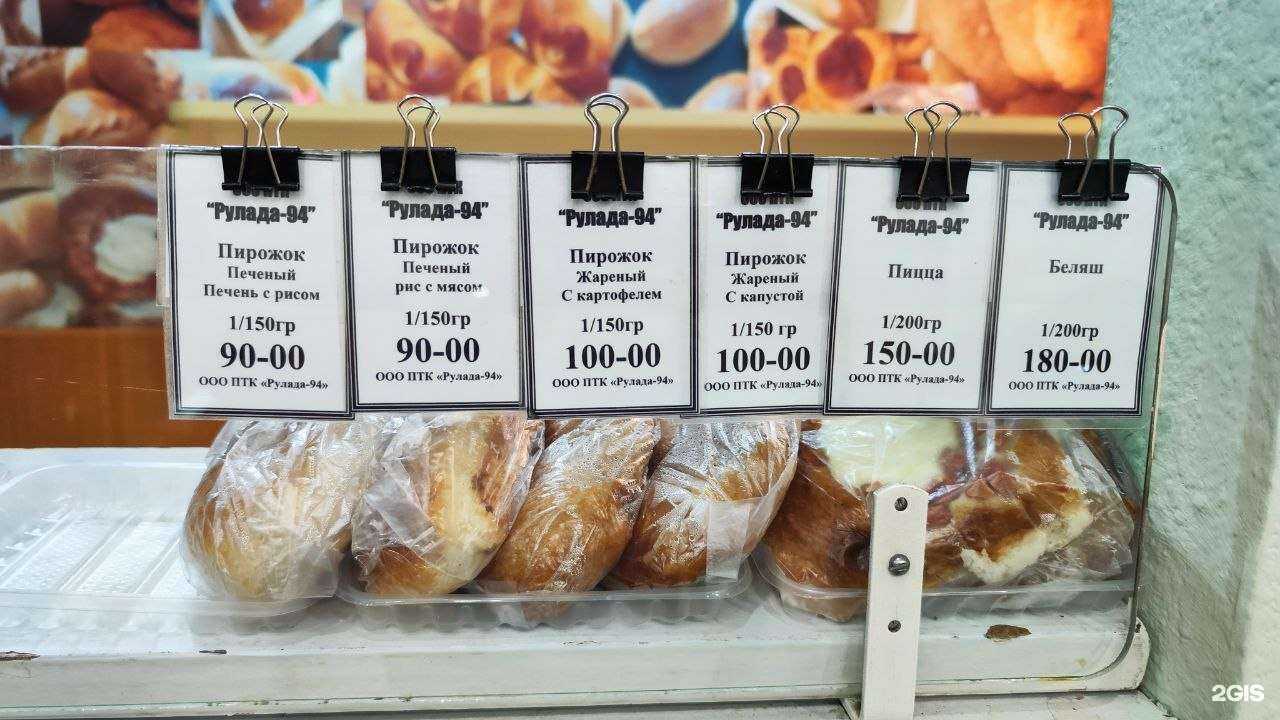 "Рулада-94"
Пирожок
Печеный
Печень с рисом
1/150гр
90-00
ООО ПТК «Рулада-94»
"Рулада-94"
Пирожок
Печеный
рис с мясом
1/150гр
90-00
ООО ПТК «Рулада-94»
"Рулада-94"
Пирожок
Жареный
С картофелем
1/150гр
100-00
ООО ПТК «Рулада-94»
ООО ПТК
"Рулада-94"
Пирожок
Жареный
С капустой
1/150 гр
100-00
ООО ПТК «Рулада-94»
"Рулада-94"
Пицца
1/200гр
150-00
ООО ПТК «Рулада-94»
"Рулада-94"
Беляш
1/200гр
180-00
ООО ПТК «Рулада-94»
2GIS